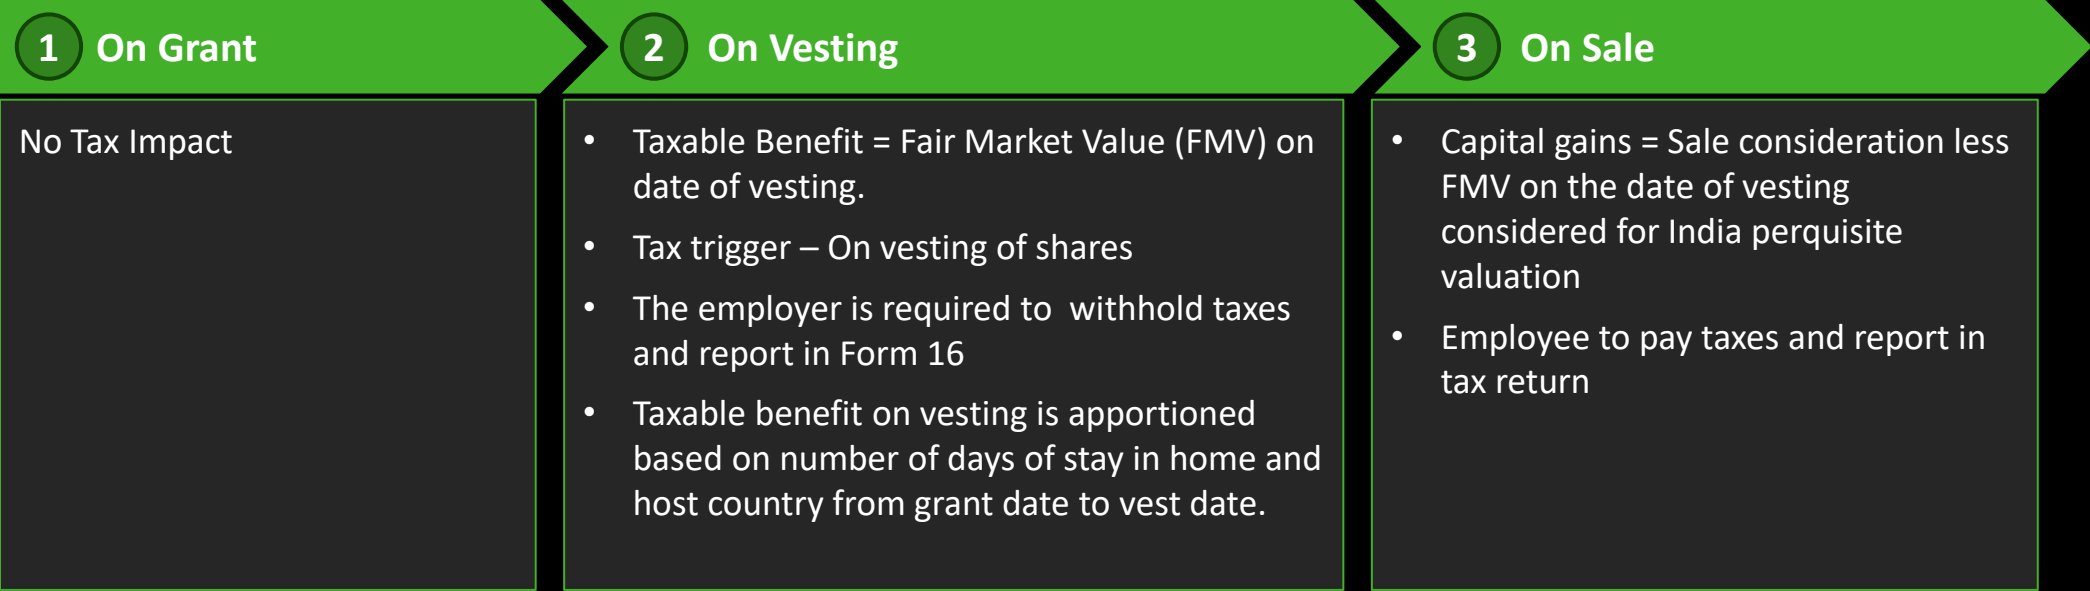 1 On Grant
No Tax Impact
2 On Vesting
• Taxable Benefit = Fair Market Value (FMV) on
date of vesting.
• Tax trigger – On vesting of shares
• The employer is required to  withhold taxes
and report in Form 16
• Taxable benefit on vesting is apportioned
based on number of days of stay in home and
host country from grant date to vest date.
3 On Sale
• Capital gains = Sale consideration less
FMV on the date of vesting
considered for India perquisite
valuation
• Employee to pay taxes and report in
tax return